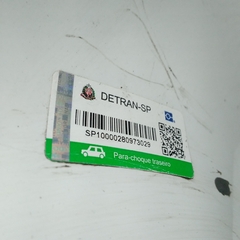 DETRAN-SP
SP10000280973029
Para-choque traseiro